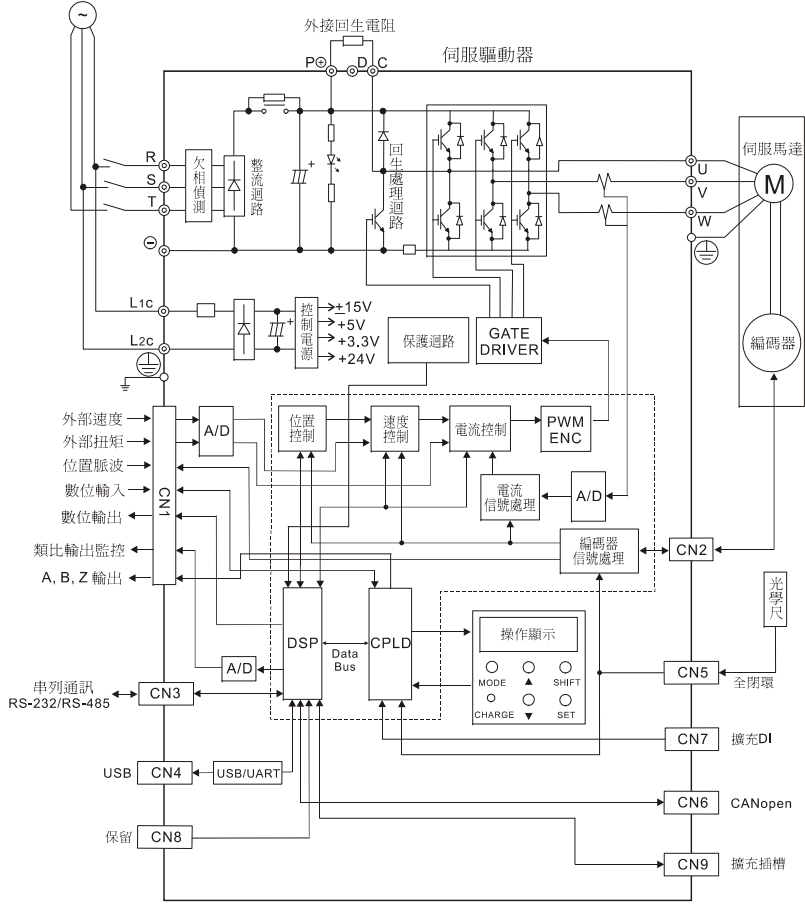 外接回生電阻
P⊕ D C
伺服驅動器
R
S
T
⊖
欠相偵測
整流迴路
回生處理迴路
U
V
W
伺服馬達
M
編碼器
L1c
L2c
控制電源
±15V
+5V
+3.3V
+24V
保護迴路
GATE
DRIVER
外部速度
外部扭矩
位置脈波
數位輸入
數位輸出
類比輸出監控
A, B, Z 輸出
CN1
A/D
位置
控制
速度
控制
電流控制
PWM
ENC
電流
信號處理
A/D
編碼器
信號處理
CN2
光學尺
DSP
Data
Bus
CPLD
A/D
操作顯示
MODE ▲ SHIFT
CHARGE ▼ SET
CN5
全閉環
串列通訊
RS-232/RS-485
CN3
CN7 擴充DI
USB CN4 USB/UART
CN6 CANopen
保留 CN8
CN9 擴充插槽